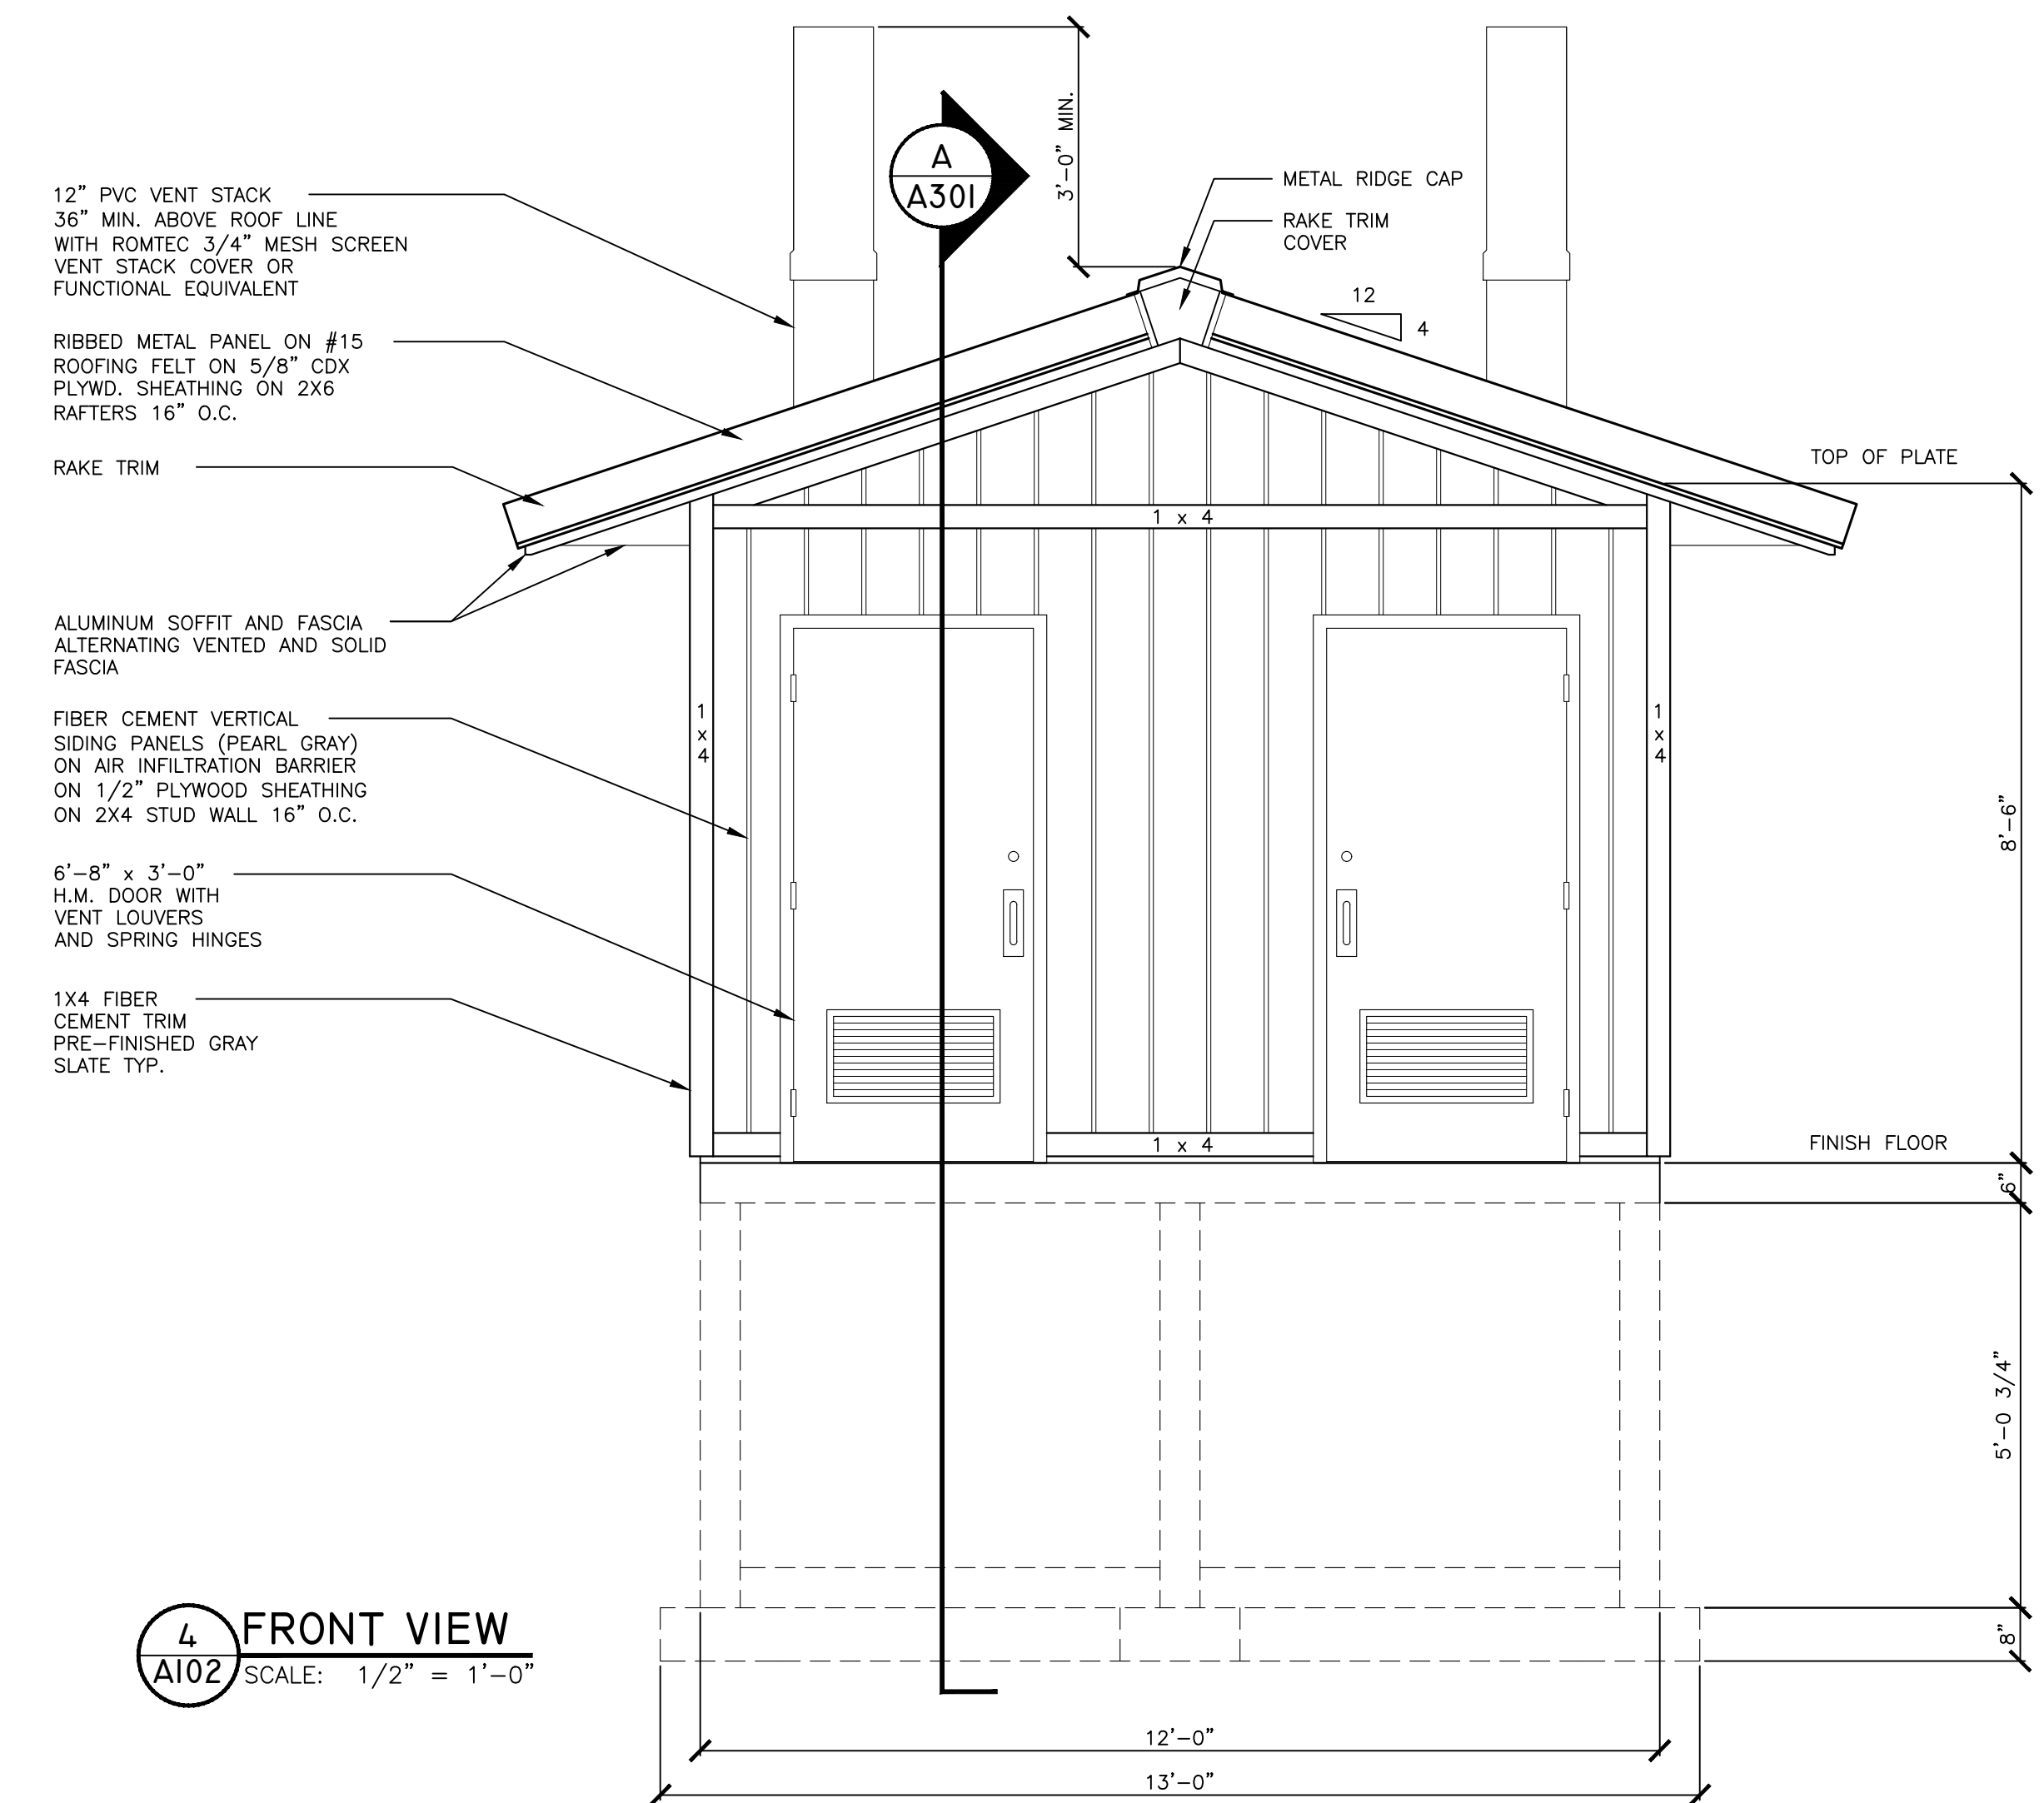 12” PVC VENT STACK
36” MIN. ABOVE ROOF LINE
WITH ROMTEC 3/4” MESH SCREEN
VENT STACK COVER OR
FUNCTIONAL EQUIVALENT
RIBBED METAL PANEL ON #15
ROOFING FELT ON 5/8” CDX
PLYWD. SHEATHING ON 2X6
RAFTERS 16” O.C.
RAKE TRIM
ALUMINUM SOFFIT AND FASCIA
ALTERNATING VENTED AND SOLID
FASCIA
FIBER CEMENT VERTICAL
SIDING PANELS (PEARL GRAY)
ON AIR INFILTRATION BARRIER
ON 1/2” PLYWOOD SHEATHING
ON 2X4 STUD WALL 16” O.C.
6’-8” x 3’-0”
H.M. DOOR WITH
VENT LOUVERS
AND SPRING HINGES
1X4 FIBER
CEMENT TRIM
PRE-FINISHED GRAY
SLATE TYP.
A
A301
3’-0” MIN.
METAL RIDGE CAP
RAKE TRIM
COVER
12
4
1 x 4
1
x
4
1
x
4
1 x 4
TOP OF PLATE
8’-6”
FINISH FLOOR
6”
5’-0 3/4”
8”
12’-0”
13’-0”
4
A102
FRONT VIEW
SCALE: 1/2” = 1’-0”